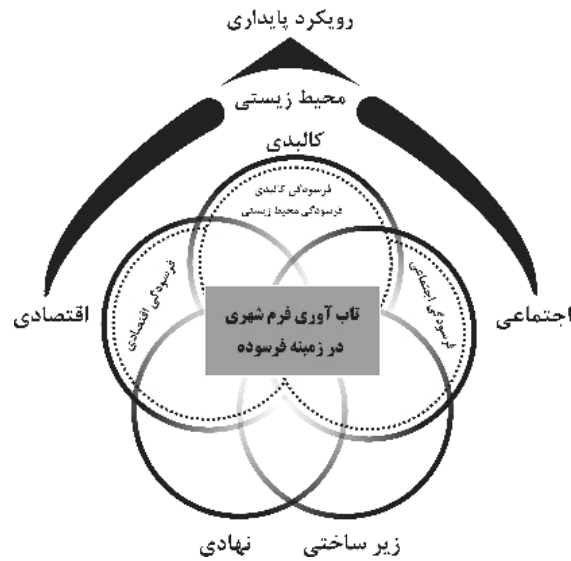 رویکرد پایداری
محیط زیستی
کالبدی
فرسودگی کالبدی
فرسودگی محیط زیستی
اجتماعی
فرسودگی اجتماعی
تاب آوری فرم شهری
در زمینه فرسوده
فرسودگی اقتصادی
اقتصادی
زیر ساختی
نهادی